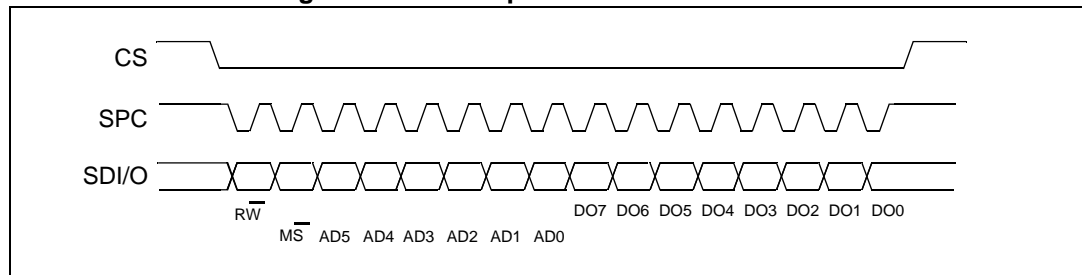 CS
SPC
SDI/O
RW
DO7 DO6 DO5 DO4 DO3 DO2 DO1 DO0
MS AD5 AD4 AD3 AD2 AD1 AD0